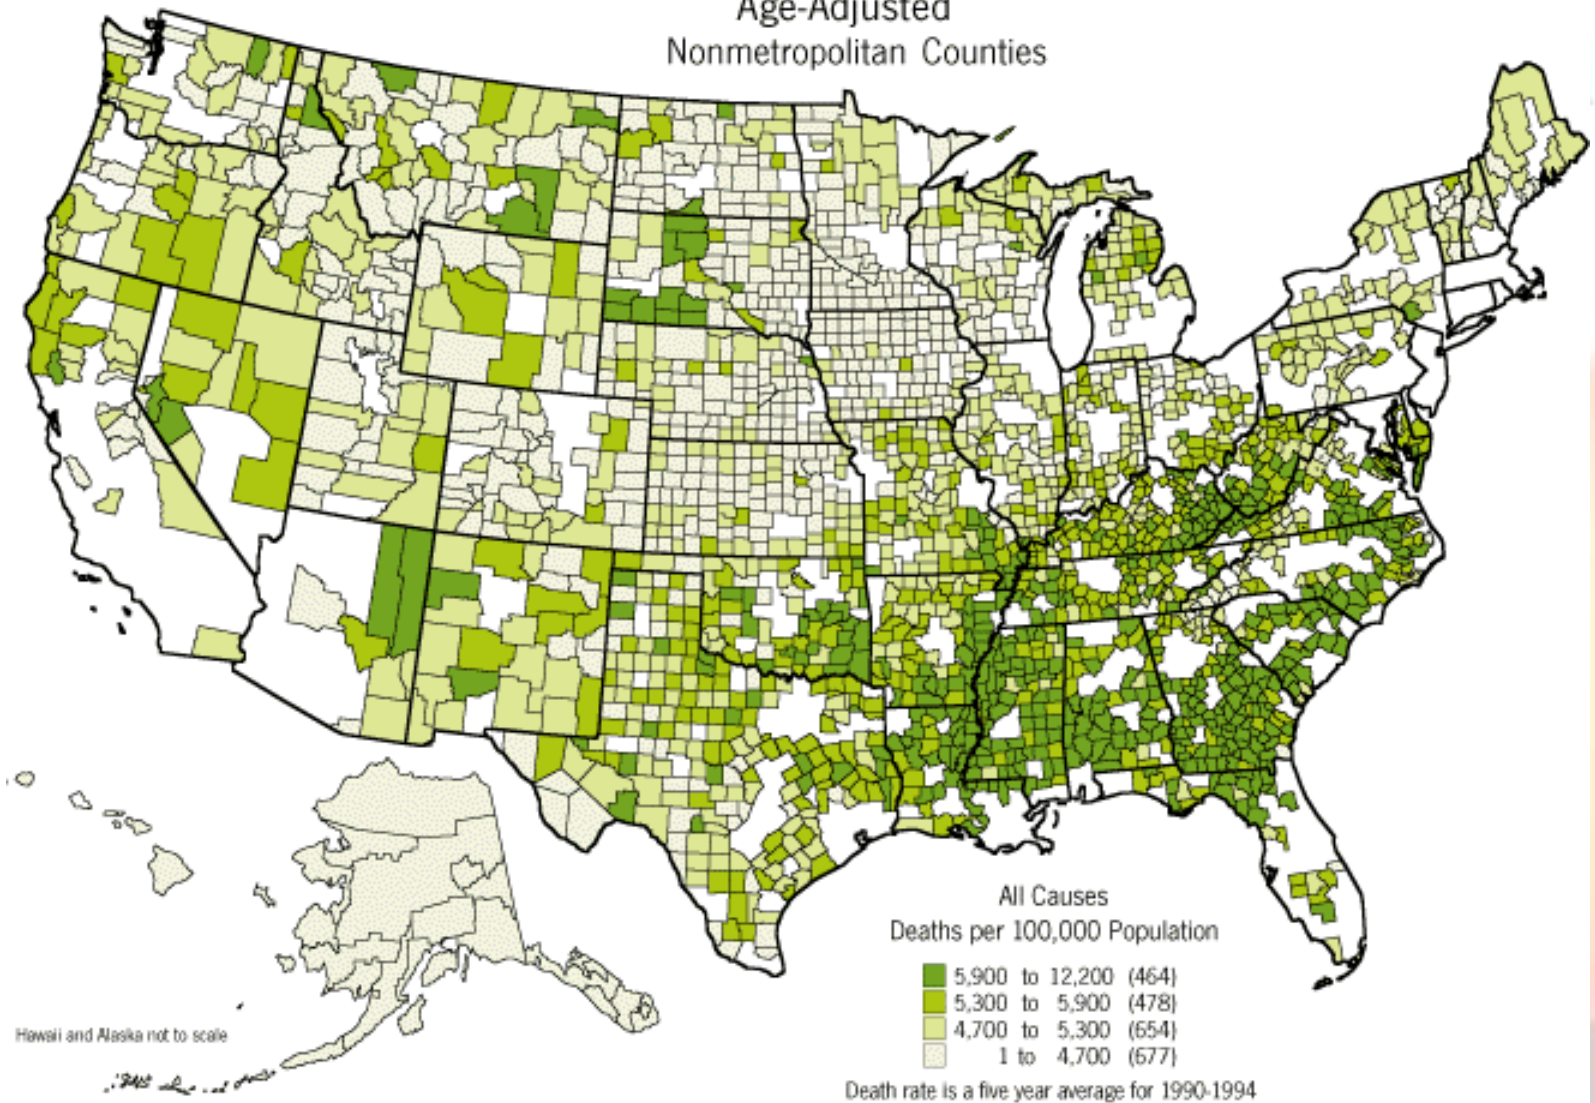 Age-Adjusted
Nonmetropolitan Counties
All Causes
Deaths per 100,000 Population
5,900 to 12,200 (464)
5,300 to 5,900 (478)
4,700 to 5,300 (654)
1 to 4,700 (677)
Hawaii and Alaska not to scale
Death rate is a five year average for 1990-1994